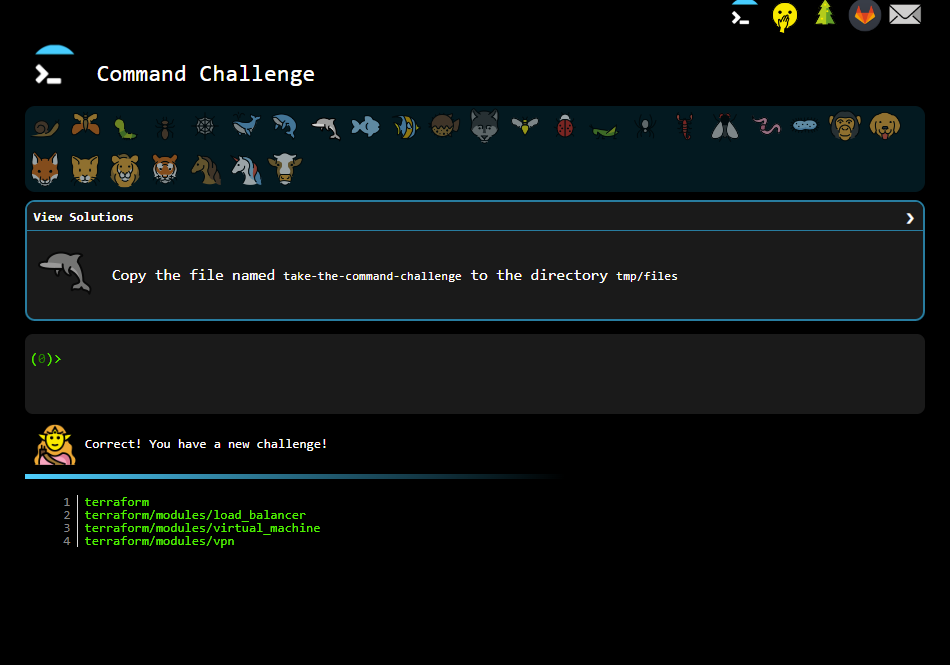 Command Challenge
View Solutions
Copy the file named take-the-command-challenge to the directory tmp/files
(0)>
Correct! You have a new challenge!
1 terraform
2 terraform/modules/load_balancer
3 terraform/modules/virtual_machine
4 terraform/modules/vpn